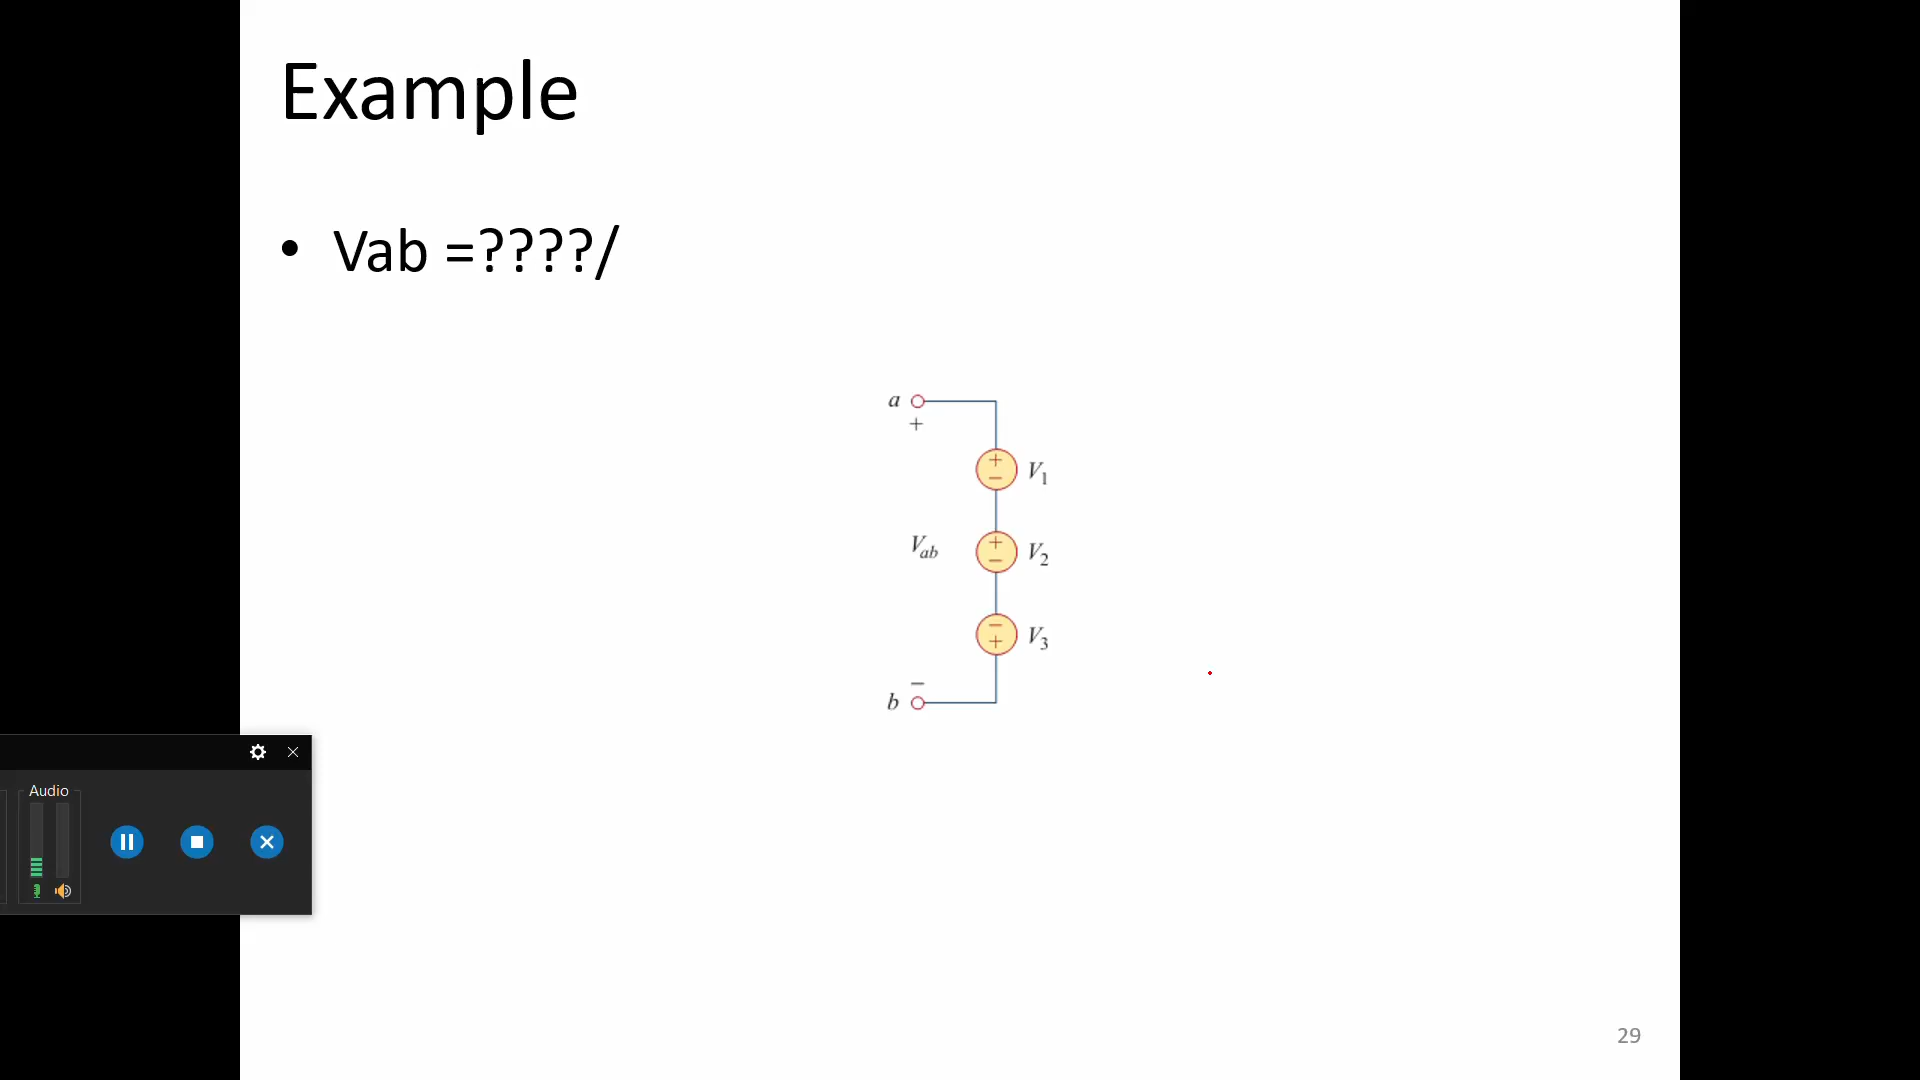 Example
• Vab =????/
a
+
+
−
V1
+
−
V2
Vab
−
+
V3
−
b
Audio
29